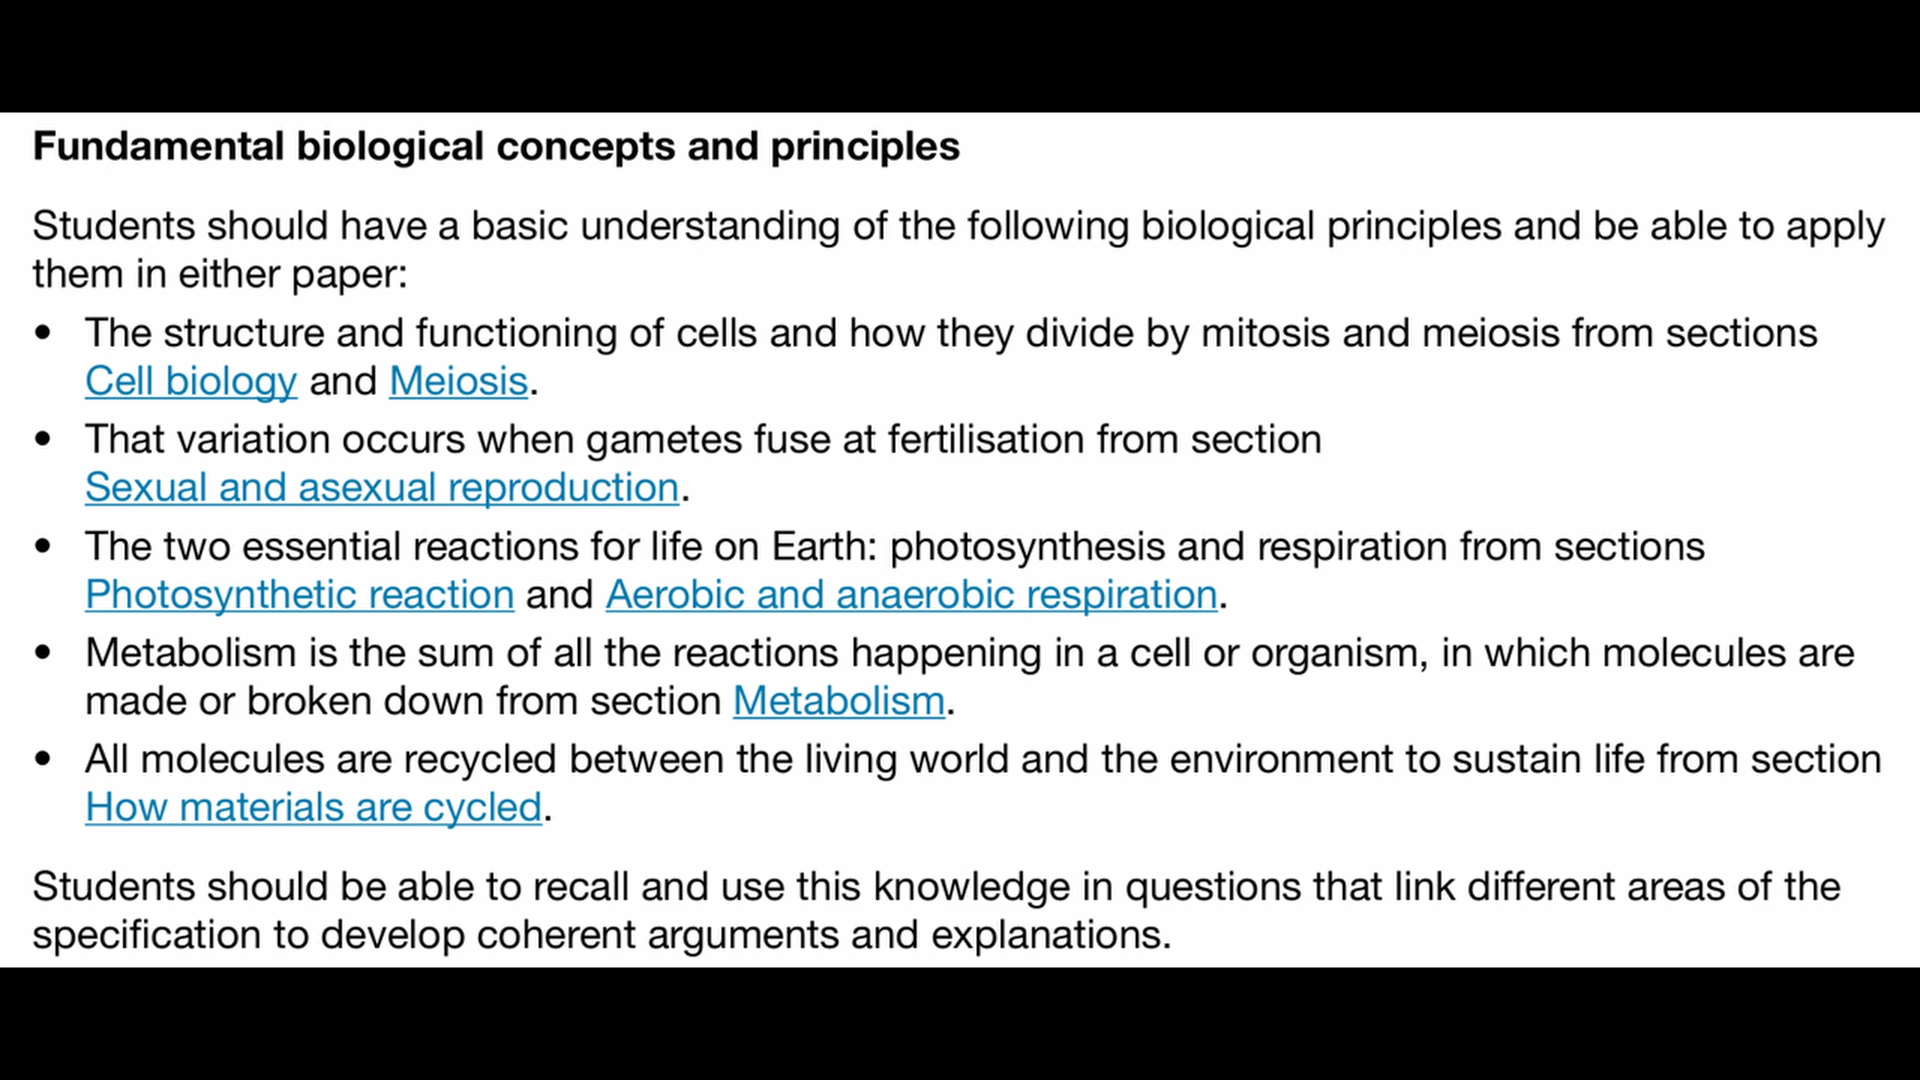 Fundamental biological concepts and principles
Students should have a basic understanding of the following biological principles and be able to apply
them in either paper:
• The structure and functioning of cells and how they divide by mitosis and meiosis from sections
Cell biology and Meiosis.
• That variation occurs when gametes fuse at fertilisation from section
Sexual and asexual reproduction.
• The two essential reactions for life on Earth: photosynthesis and respiration from sections
Photosynthetic reaction and Aerobic and anaerobic respiration.
• Metabolism is the sum of all the reactions happening in a cell or organism, in which molecules are
made or broken down from section Metabolism.
• All molecules are recycled between the living world and the environment to sustain life from section
How materials are cycled.
Students should be able to recall and use this knowledge in questions that link different areas of the
specification to develop coherent arguments and explanations.